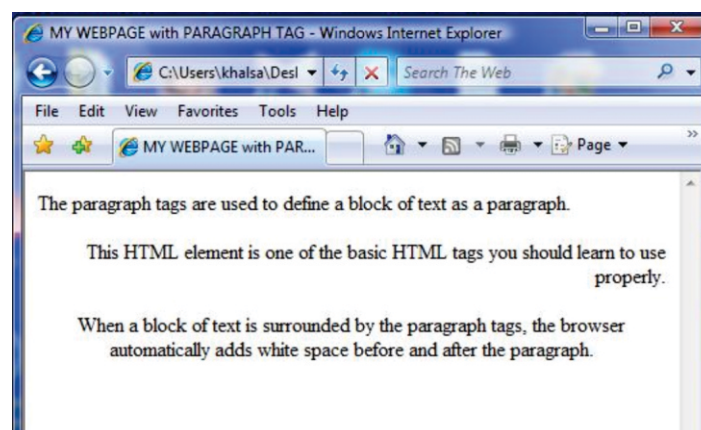 MY WEBPAGE with PARAGRAPH TAG - Windows Internet Explorer
C:\Users\khalsa\Desl
Search The Web
File Edit View Favorites Tools Help
MY WEBPAGE with PAR...
Page
The paragraph tags are used to define a block of text as a paragraph.
This HTML element is one of the basic HTML tags you should learn to use
properly.
When a block of text is surrounded by the paragraph tags, the browser
automatically adds white space before and after the paragraph.